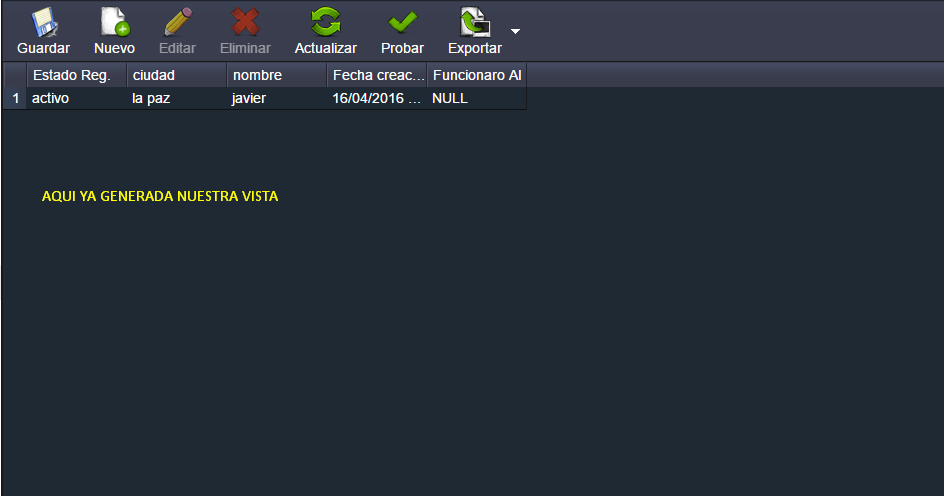 Guardar Nuevo Editar Eliminar Actualizar Probar Exportar
Estado Reg. ciudad nombre Fecha creac... Funcionaro Al
1 activo la paz javier 16/04/2016 ... NULL
AQUI YA GENERADA NUESTRA VISTA